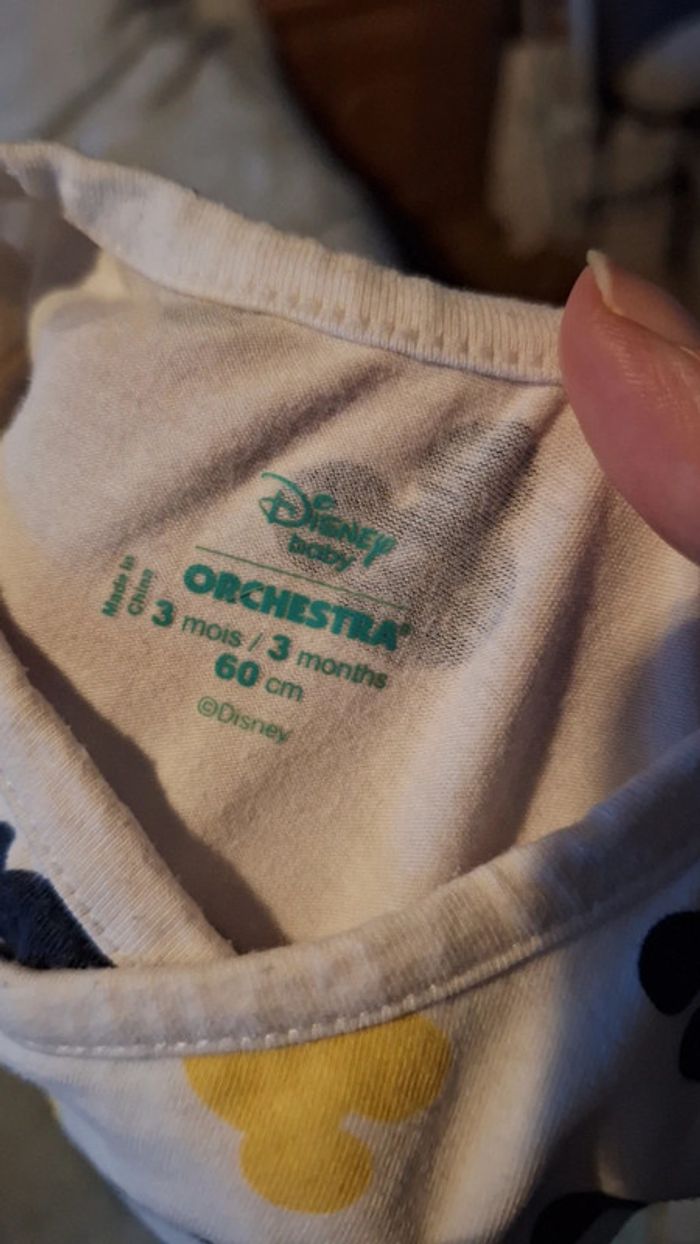 Disney
baby
ORCHESTRA®
Made in
China
3 mois / 3 months
60 cm
©Disney